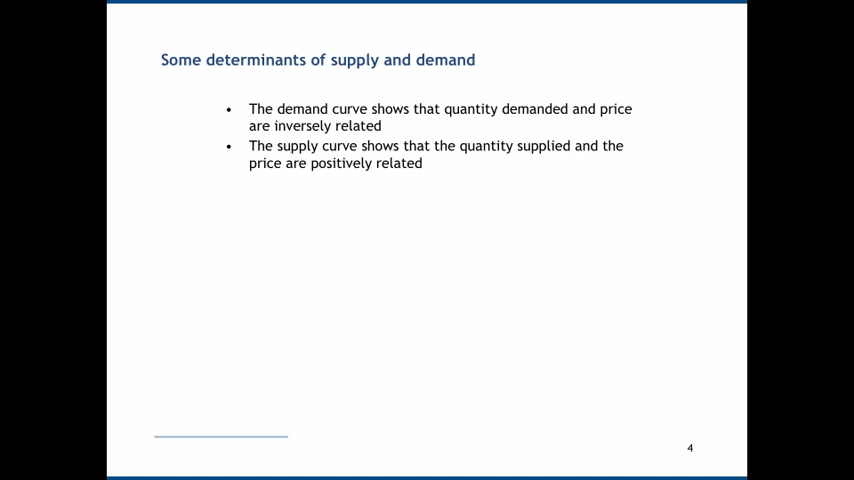 Some determinants of supply and demand
• The demand curve shows that quantity demanded and price
are inversely related
• The supply curve shows that the quantity supplied and the
price are positively related
4